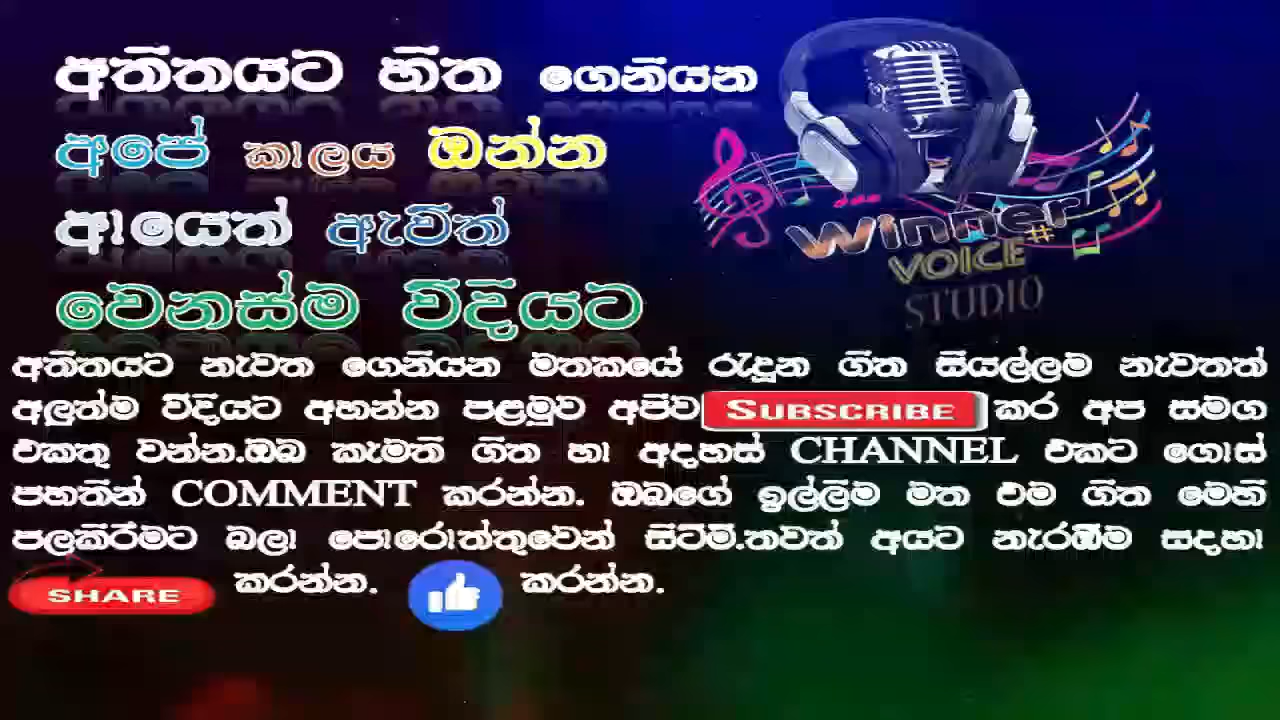 අතිතයට හිත ගෙනියන
අපේ කාලය ඔන්න
ආයෙත් ඇවිත්
වෙනස්ම විදියට
Winner
VOICE #
STUDIO
අතිතයට නැවත ගෙනියන මතකයේ රැදූන ගිත සියල්ලම නැවතත්
අලුත්ම විදියට අහන්න පළමුව අපිව SUBSCRIBE කර අප සමග
එකතු වන්න.ඔබ කැමති ගිත හා අදහස් CHANNEL එකට ගොස්
පහතින් COMMENT කරන්න. ඔබගේ ඉල්ලිම මත එම ගිත මෙහි
පලකිරීමට බලා පොරොත්තුවෙන් සිටිමි.තවත් අයට නැරඹීම සදහා
SHARE කරන්න. කරන්න.